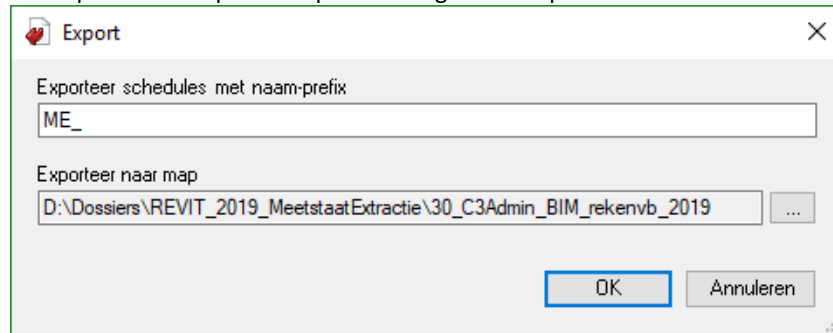 Export
Exporteer schedules met naam-prefix
ME_
Exporteer naar map
D:\Dossiers\REVIT_2019_MeetstaatExtractie\30_C3Admin_BIM_rekenvb_2019
...
OK
Annuleren